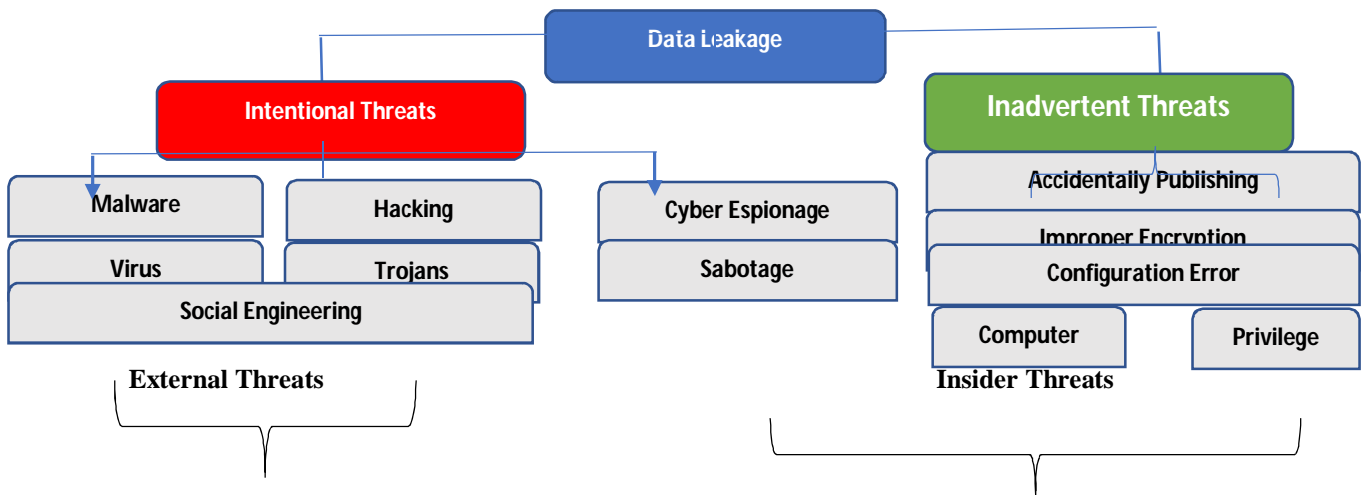 Data Leakage
Intentional Threats
Inadvertent Threats
Malware
Hacking
Cyber Espionage
Accidentally Publishing
Virus
Trojans
Sabotage
Improper Encryption
Configuration Error
Social Engineering
Computer
Privilege
External Threats
Insider Threats